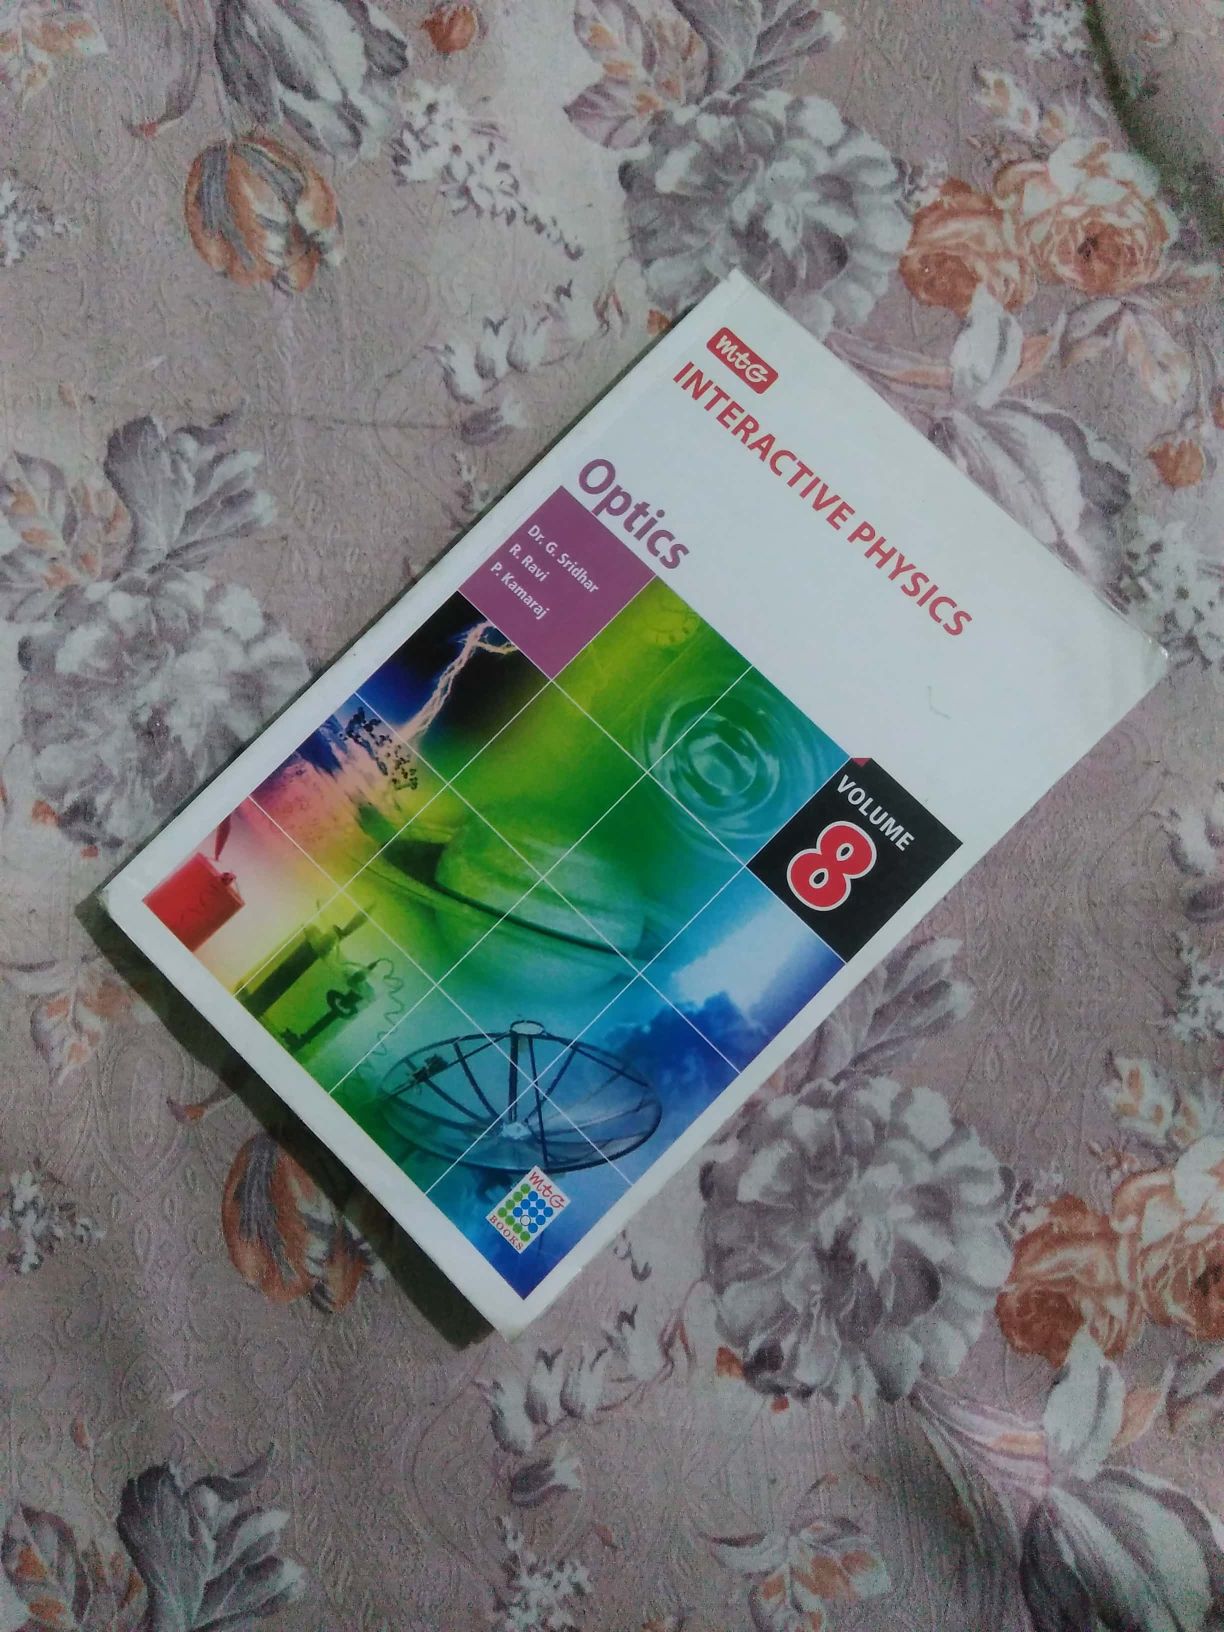 mtG
INTERACTIVE PHYSICS
Optics
Dr. G. Sridhar
R. Ravi
P. Kamaraj
VOLUME
8
mtG
BOOKS